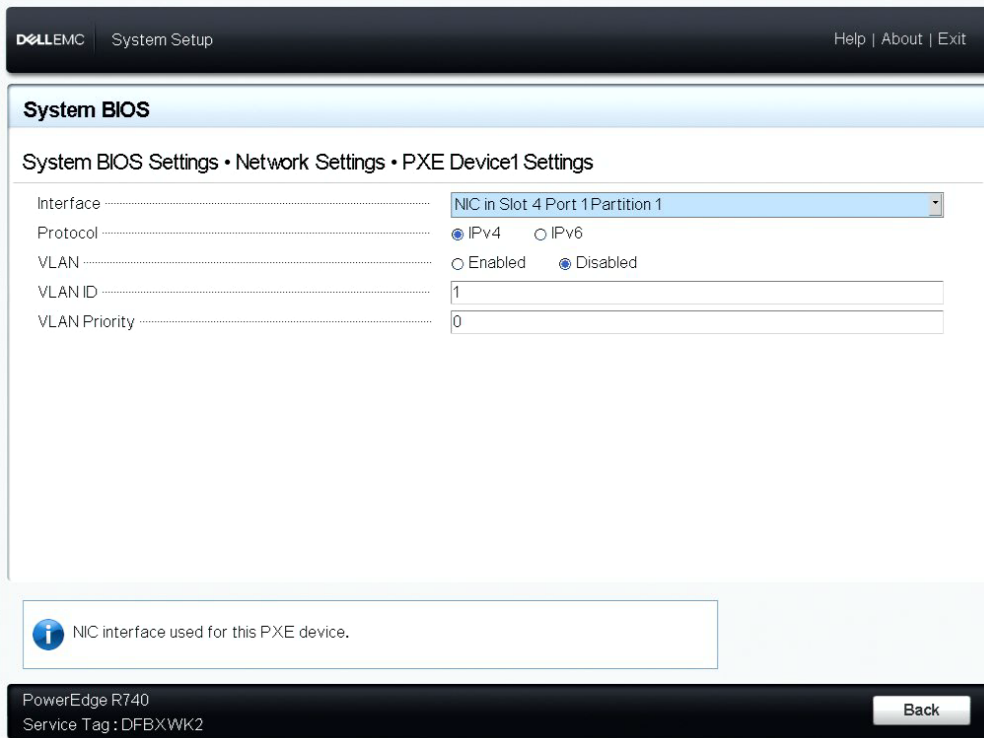 DELLEMC System Setup Help | About | Exit
System BIOS
System BIOS Settings • Network Settings • PXE Device1 Settings
Interface NIC in Slot 4 Port 1 Partition 1
Protocol IPv4 IPv6
VLAN Enabled Disabled
VLAN ID 1
VLAN Priority 0
NIC interface used for this PXE device.
PowerEdge R740
Service Tag : DFBXWK2
Back